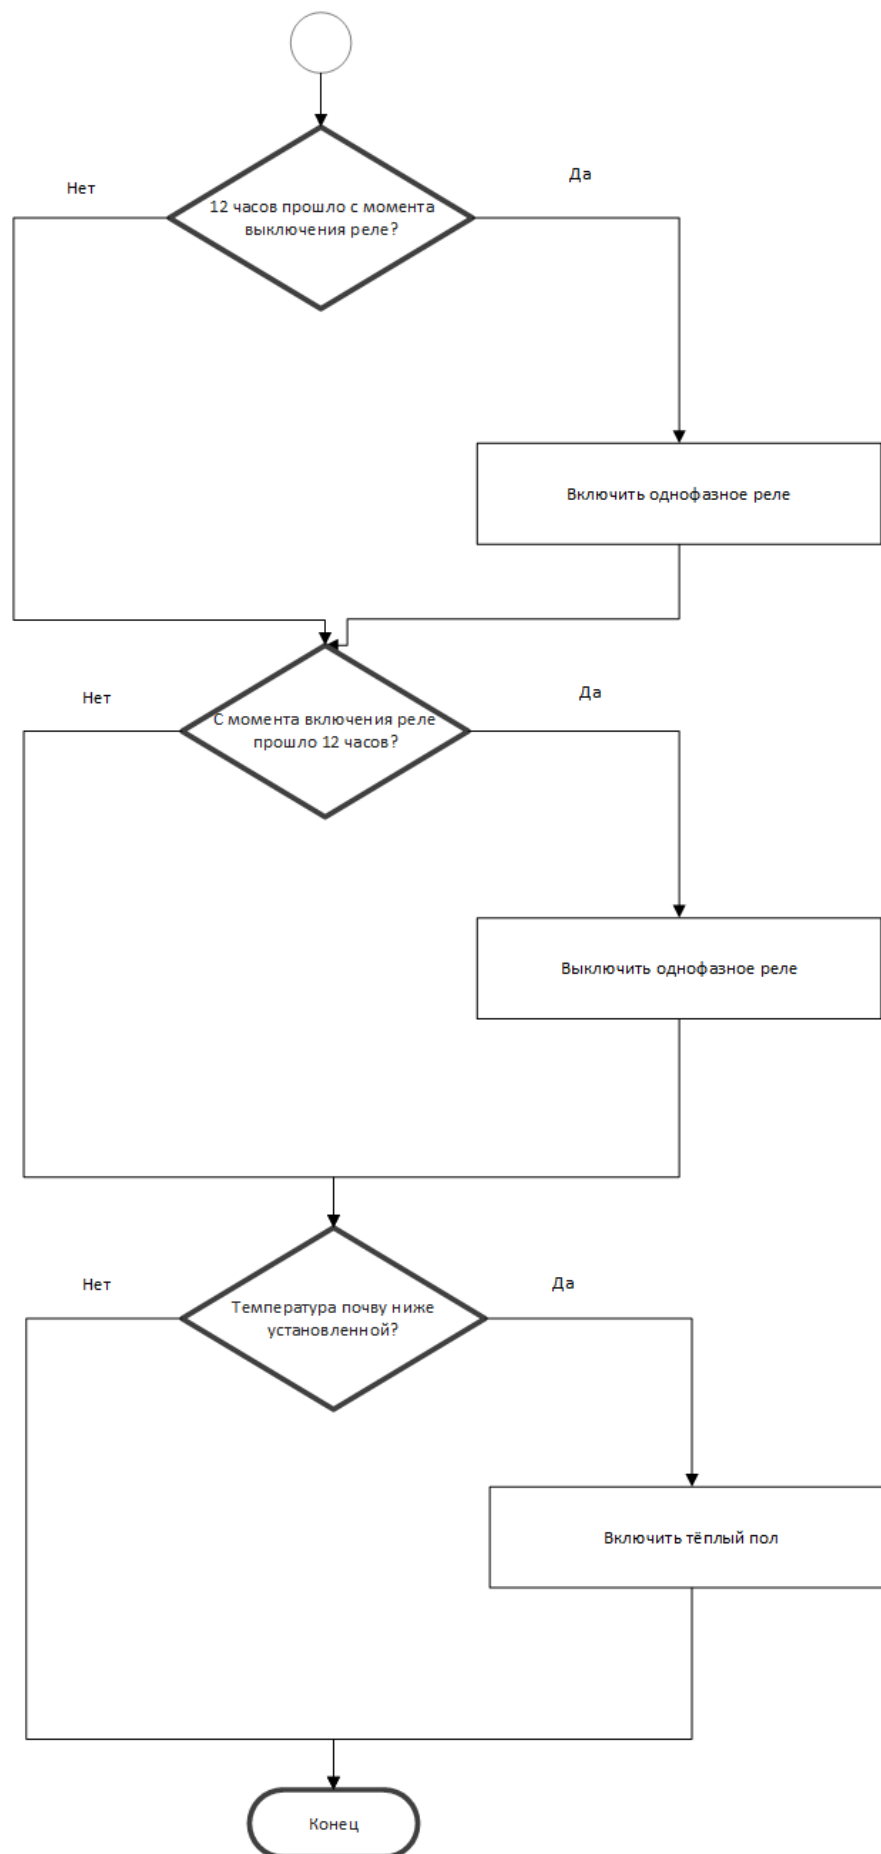 Нет
Да
12 часов прошло с момента
выключения реле?
Включить однофазное реле
Нет
Да
С момента включения реле
прошло 12 часов?
Выключить однофазное реле
Нет
Да
Температура почву ниже
установленной?
Включить тёплый пол
Конец